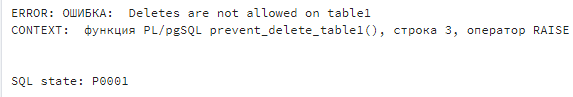 ERROR: ОШИБКА:  Deletes are not allowed on table1
CONTEXT:  функция PL/pgSQL prevent_delete_table1(), строка 3, оператор RAISE
SQL state: P0001